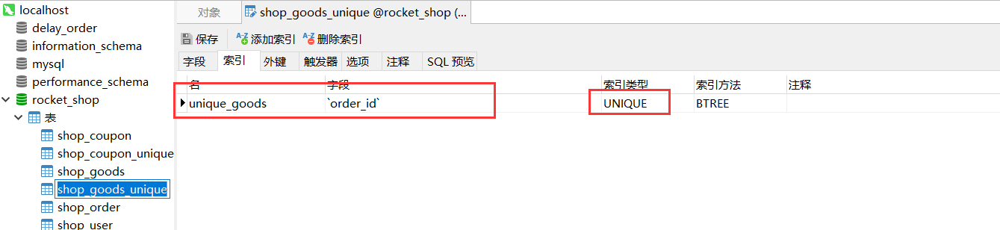 localhost
delay_order
information_schema
mysql
performance_schema
rocket_shop
表
shop_coupon
shop_coupon_unique
shop_goods
shop_goods_unique
shop_order
shop_user
对象
shop_goods_unique @rocket_shop (...
保存 添加索引 删除索引
字段 索引 外键 触发器 选项 注释 SQL 预览
名 字段 索引类型 索引方法 注释
unique_goods `order_id` UNIQUE BTREE